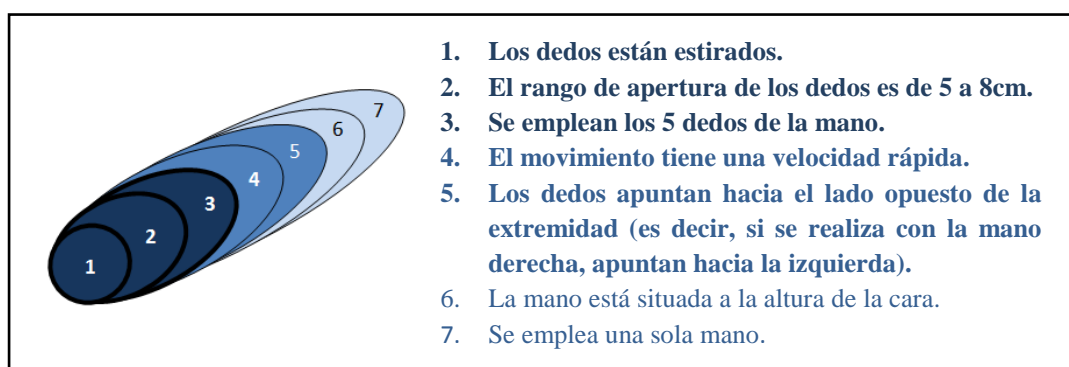 1. Los dedos están estirados.
2. El rango de apertura de los dedos es de 5 a 8cm.
3. Se emplean los 5 dedos de la mano.
4. El movimiento tiene una velocidad rápida.
5. Los dedos apuntan hacia el lado opuesto de la
extremidad (es decir, si se realiza con la mano
derecha, apuntan hacia la izquierda).
6. La mano está situada a la altura de la cara.
7. Se emplea una sola mano.
1
2
3
4
5
6
7